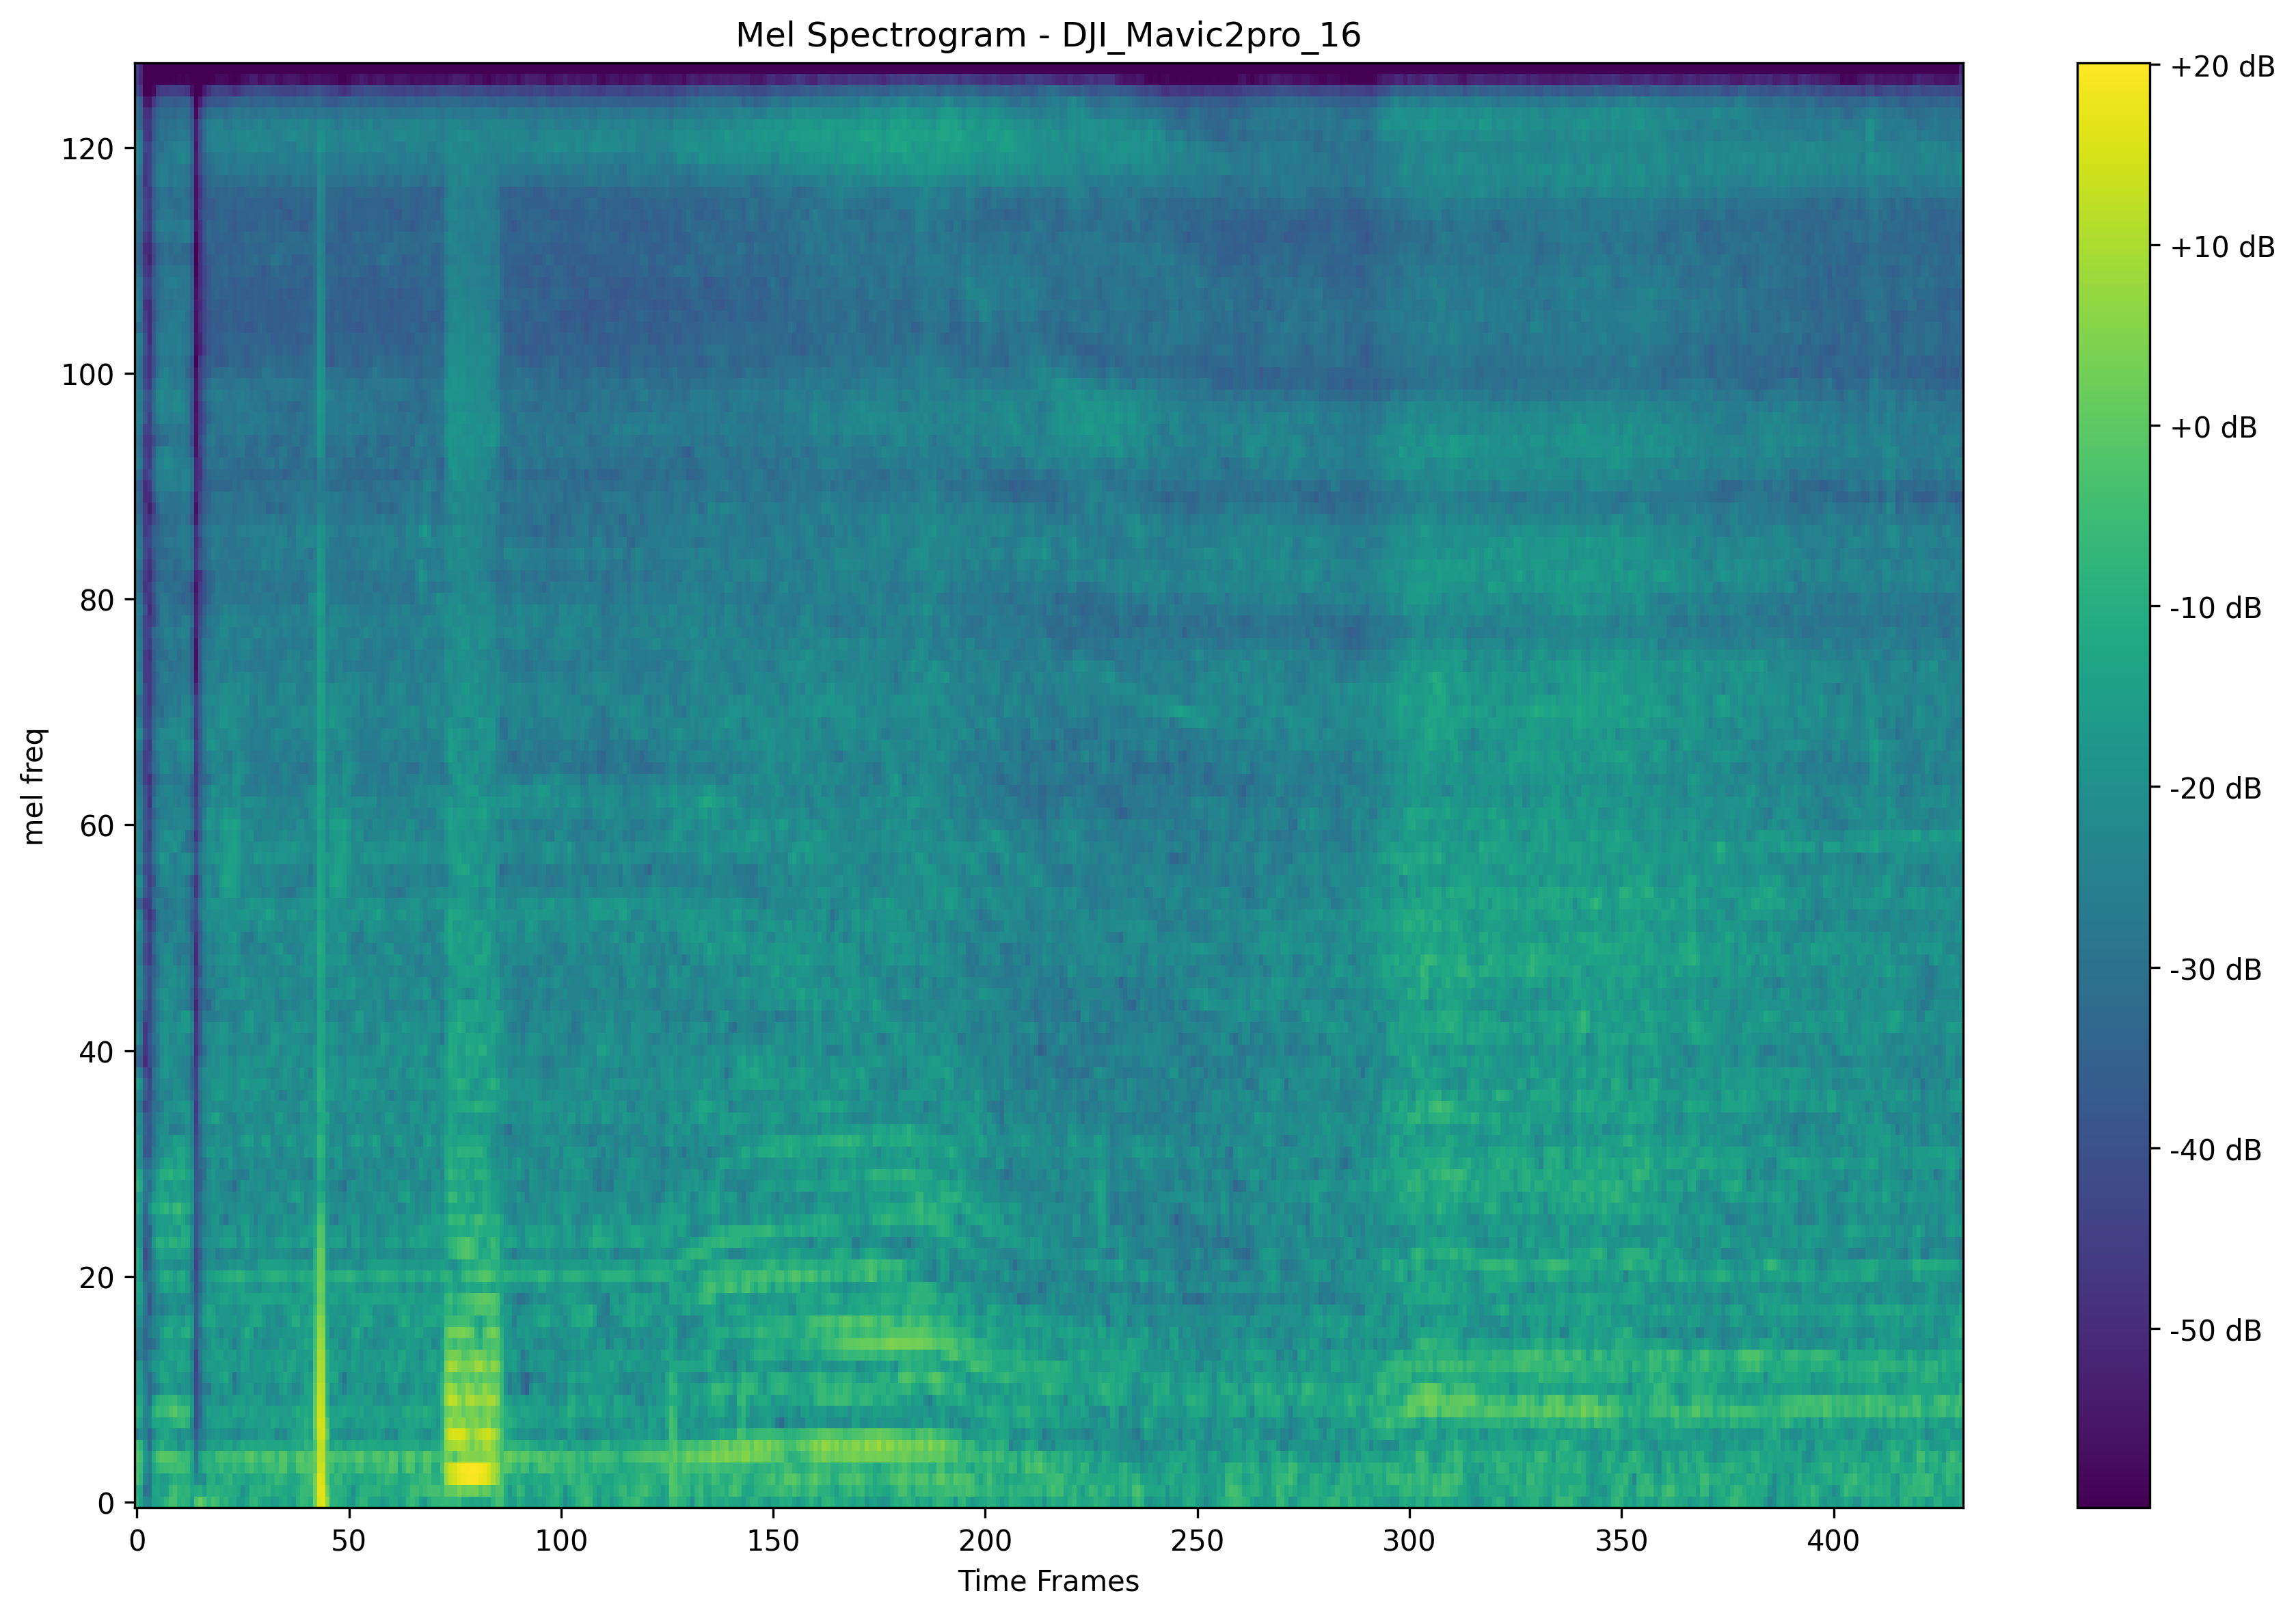 Mel Spectrogram - DJI_Mavic2pro_16
mel freq
120
100
80
60
40
20
0
0 50 100 150 200 250 300 350 400
Time Frames
+20 dB
+10 dB
+0 dB
-10 dB
-20 dB
-30 dB
-40 dB
-50 dB